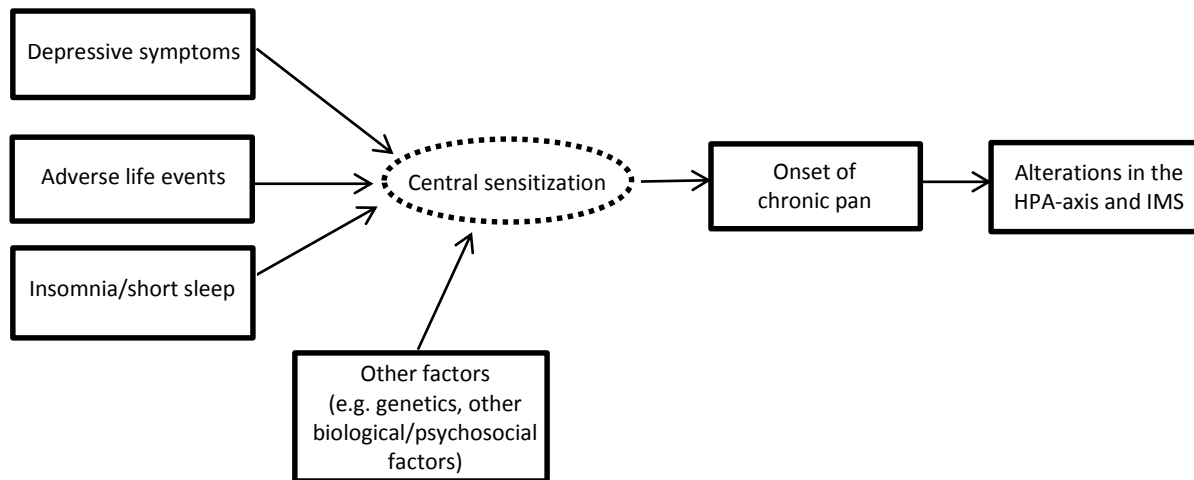 Depressive symptoms
Adverse life events
Insomnia/short sleep
Central sensitization
Onset of
chronic pan
Alterations in the
HPA-axis and IMS
Other factors
(e.g. genetics, other
biological/psychosocial
factors)